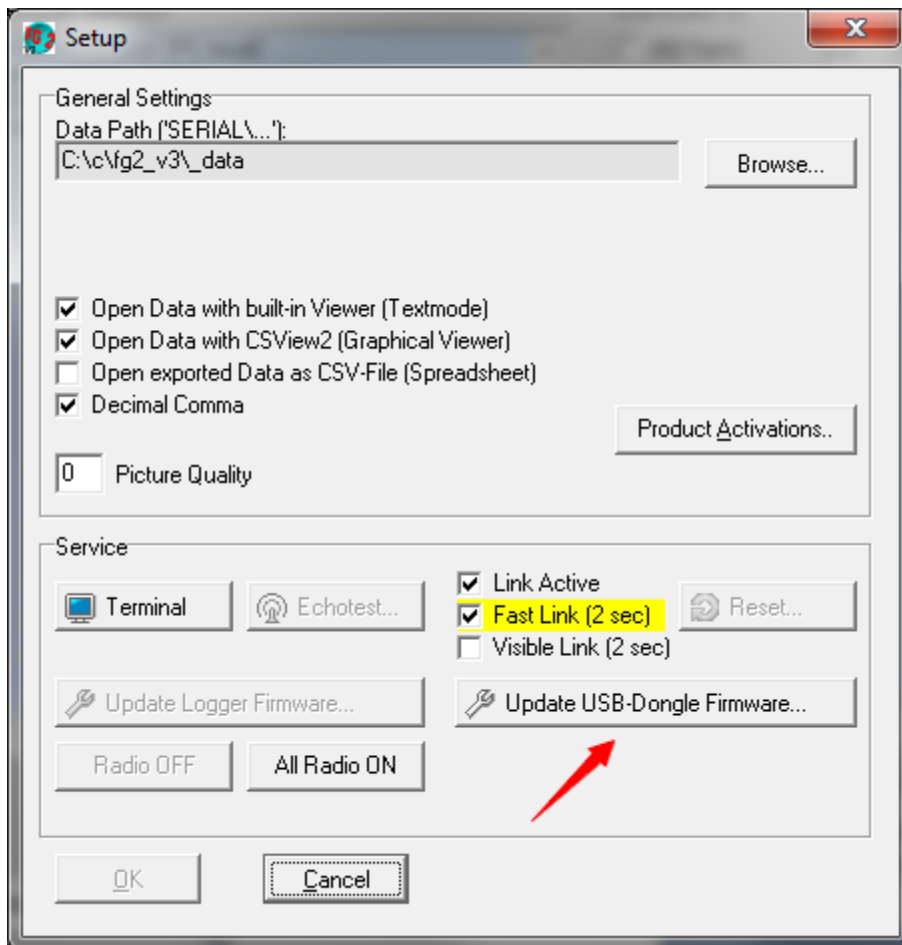 Setup
General Settings
Data Path ('SERIAL\...'):
C:\c\fg2_v3\_data
Browse...
Open Data with built-in Viewer (Textmode)
Open Data with CSView2 (Graphical Viewer)
Open exported Data as CSV-File (Spreadsheet)
Decimal Comma
Product Activations..
0 Picture Quality
Service
Terminal
Echotest...
Link Active
Fast Link (2 sec)
Visible Link (2 sec)
Reset...
Update Logger Firmware...
Update USB-Dongle Firmware...
Radio OFF
All Radio ON
OK
Cancel